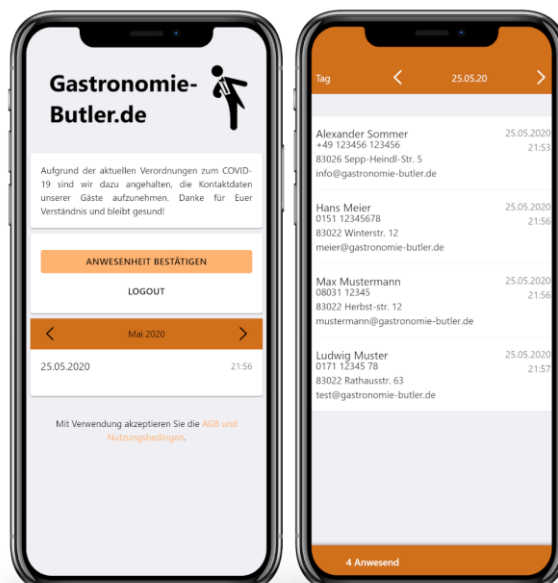 Gastronomie-
Butler.de
Aufgrund der aktuellen Verordnungen zum COVID-
19 sind wir dazu angehalten, die Kontaktdaten
unserer Gäste aufzunehmen. Danke für Euer
Verständnis und bleibt gesund!
ANWESENHEIT BESTÄTIGEN
LOGOUT
Mai 2020
25.05.2020 21:56
Mit Verwendung akzeptieren Sie die AGB und
Nutzungsbedingen.
Tag 25.05.20
Alexander Sommer 25.05.2020
+49 123456 123456 21:53
83026 Sepp-Heindl-Str. 5
info@gastronomie-butler.de
Hans Meier 25.05.2020
0151 12345678 21:56
83022 Winterstr. 12
meier@gastronomie-butler.de
Max Mustermann 25.05.2020
08031 12345 21:56
83022 Herbst-str. 12
mustermann@gastronomie-butler.de
Ludwig Muster 25.05.2020
0171 12345 78 21:57
83022 Rathausstr. 63
test@gastronomie-butler.de
4 Anwesend